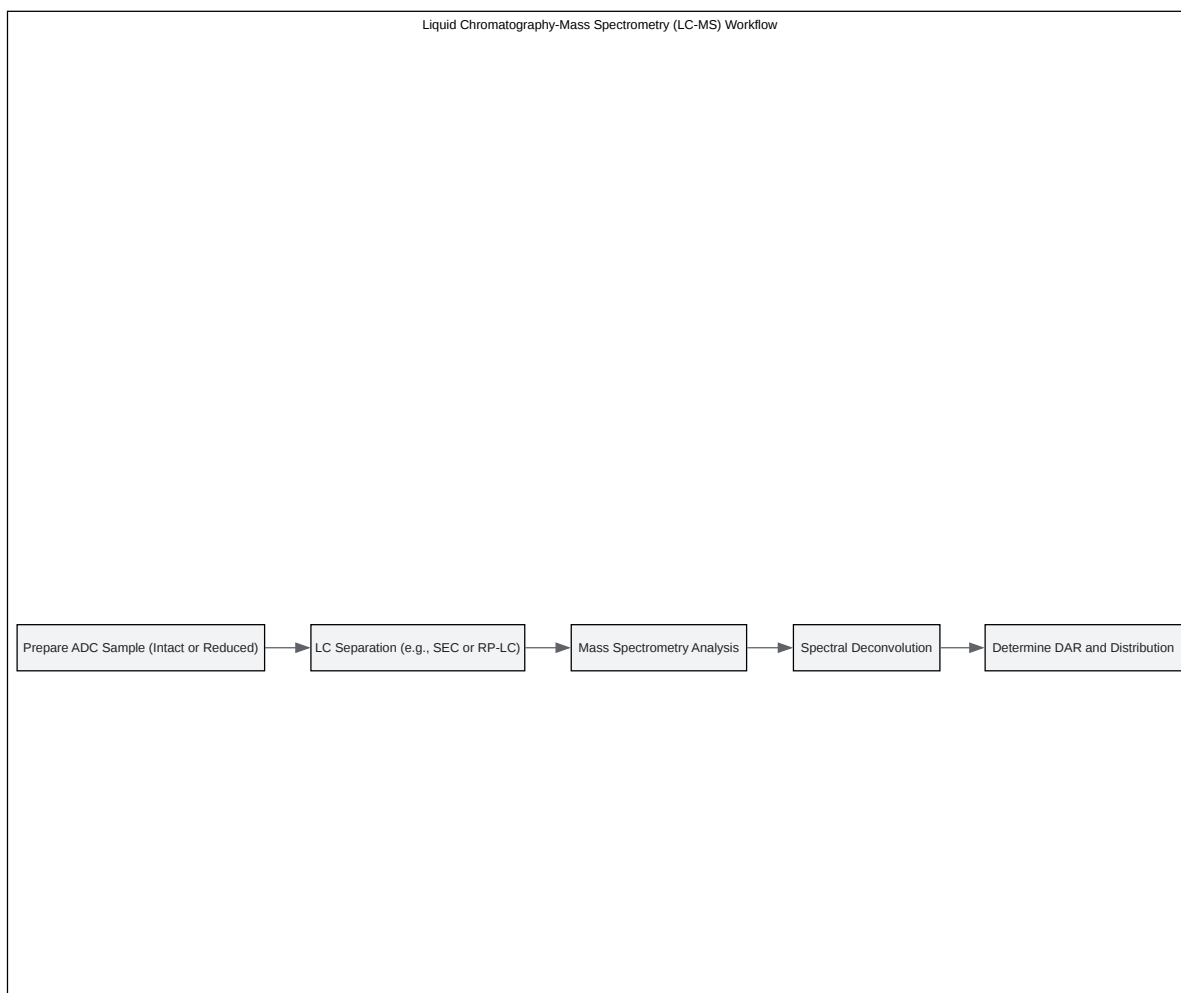 Liquid Chromatography-Mass Spectrometry (LC-MS) Workflow
Prepare ADC Sample (Intact or Reduced)
LC Separation (e.g., SEC or RP-LC)
Mass Spectrometry Analysis
Spectral Deconvolution
Determine DAR and Distribution